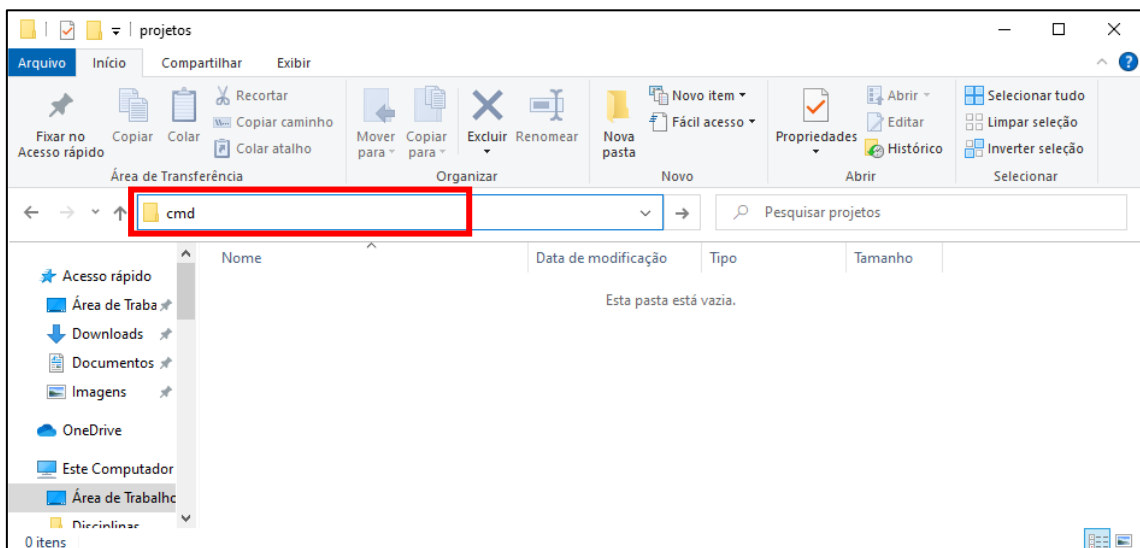 projetos
Arquivo Início Compartilhar Exibir
Fixar no Acesso rápido
Copiar
Colar
Recortar
Copiar caminho
Colar atalho
Área de Transferência
Mover para
Copiar para
Excluir
Renomear
Organizar
Nova pasta
Novo item
Fácil acesso
Novo
Propriedades
Abrir
Editar
Histórico
Abrir
Selecionar tudo
Limpar seleção
Inverter seleção
Selecionar
cmd
Pesquisar projetos
Nome Data de modificação Tipo Tamanho
Esta pasta está vazia.
Acesso rápido
Área de Traba
Downloads
Documentos
Imagens
OneDrive
Este Computador
Área de Trabalho
Disciplinas
0 itens